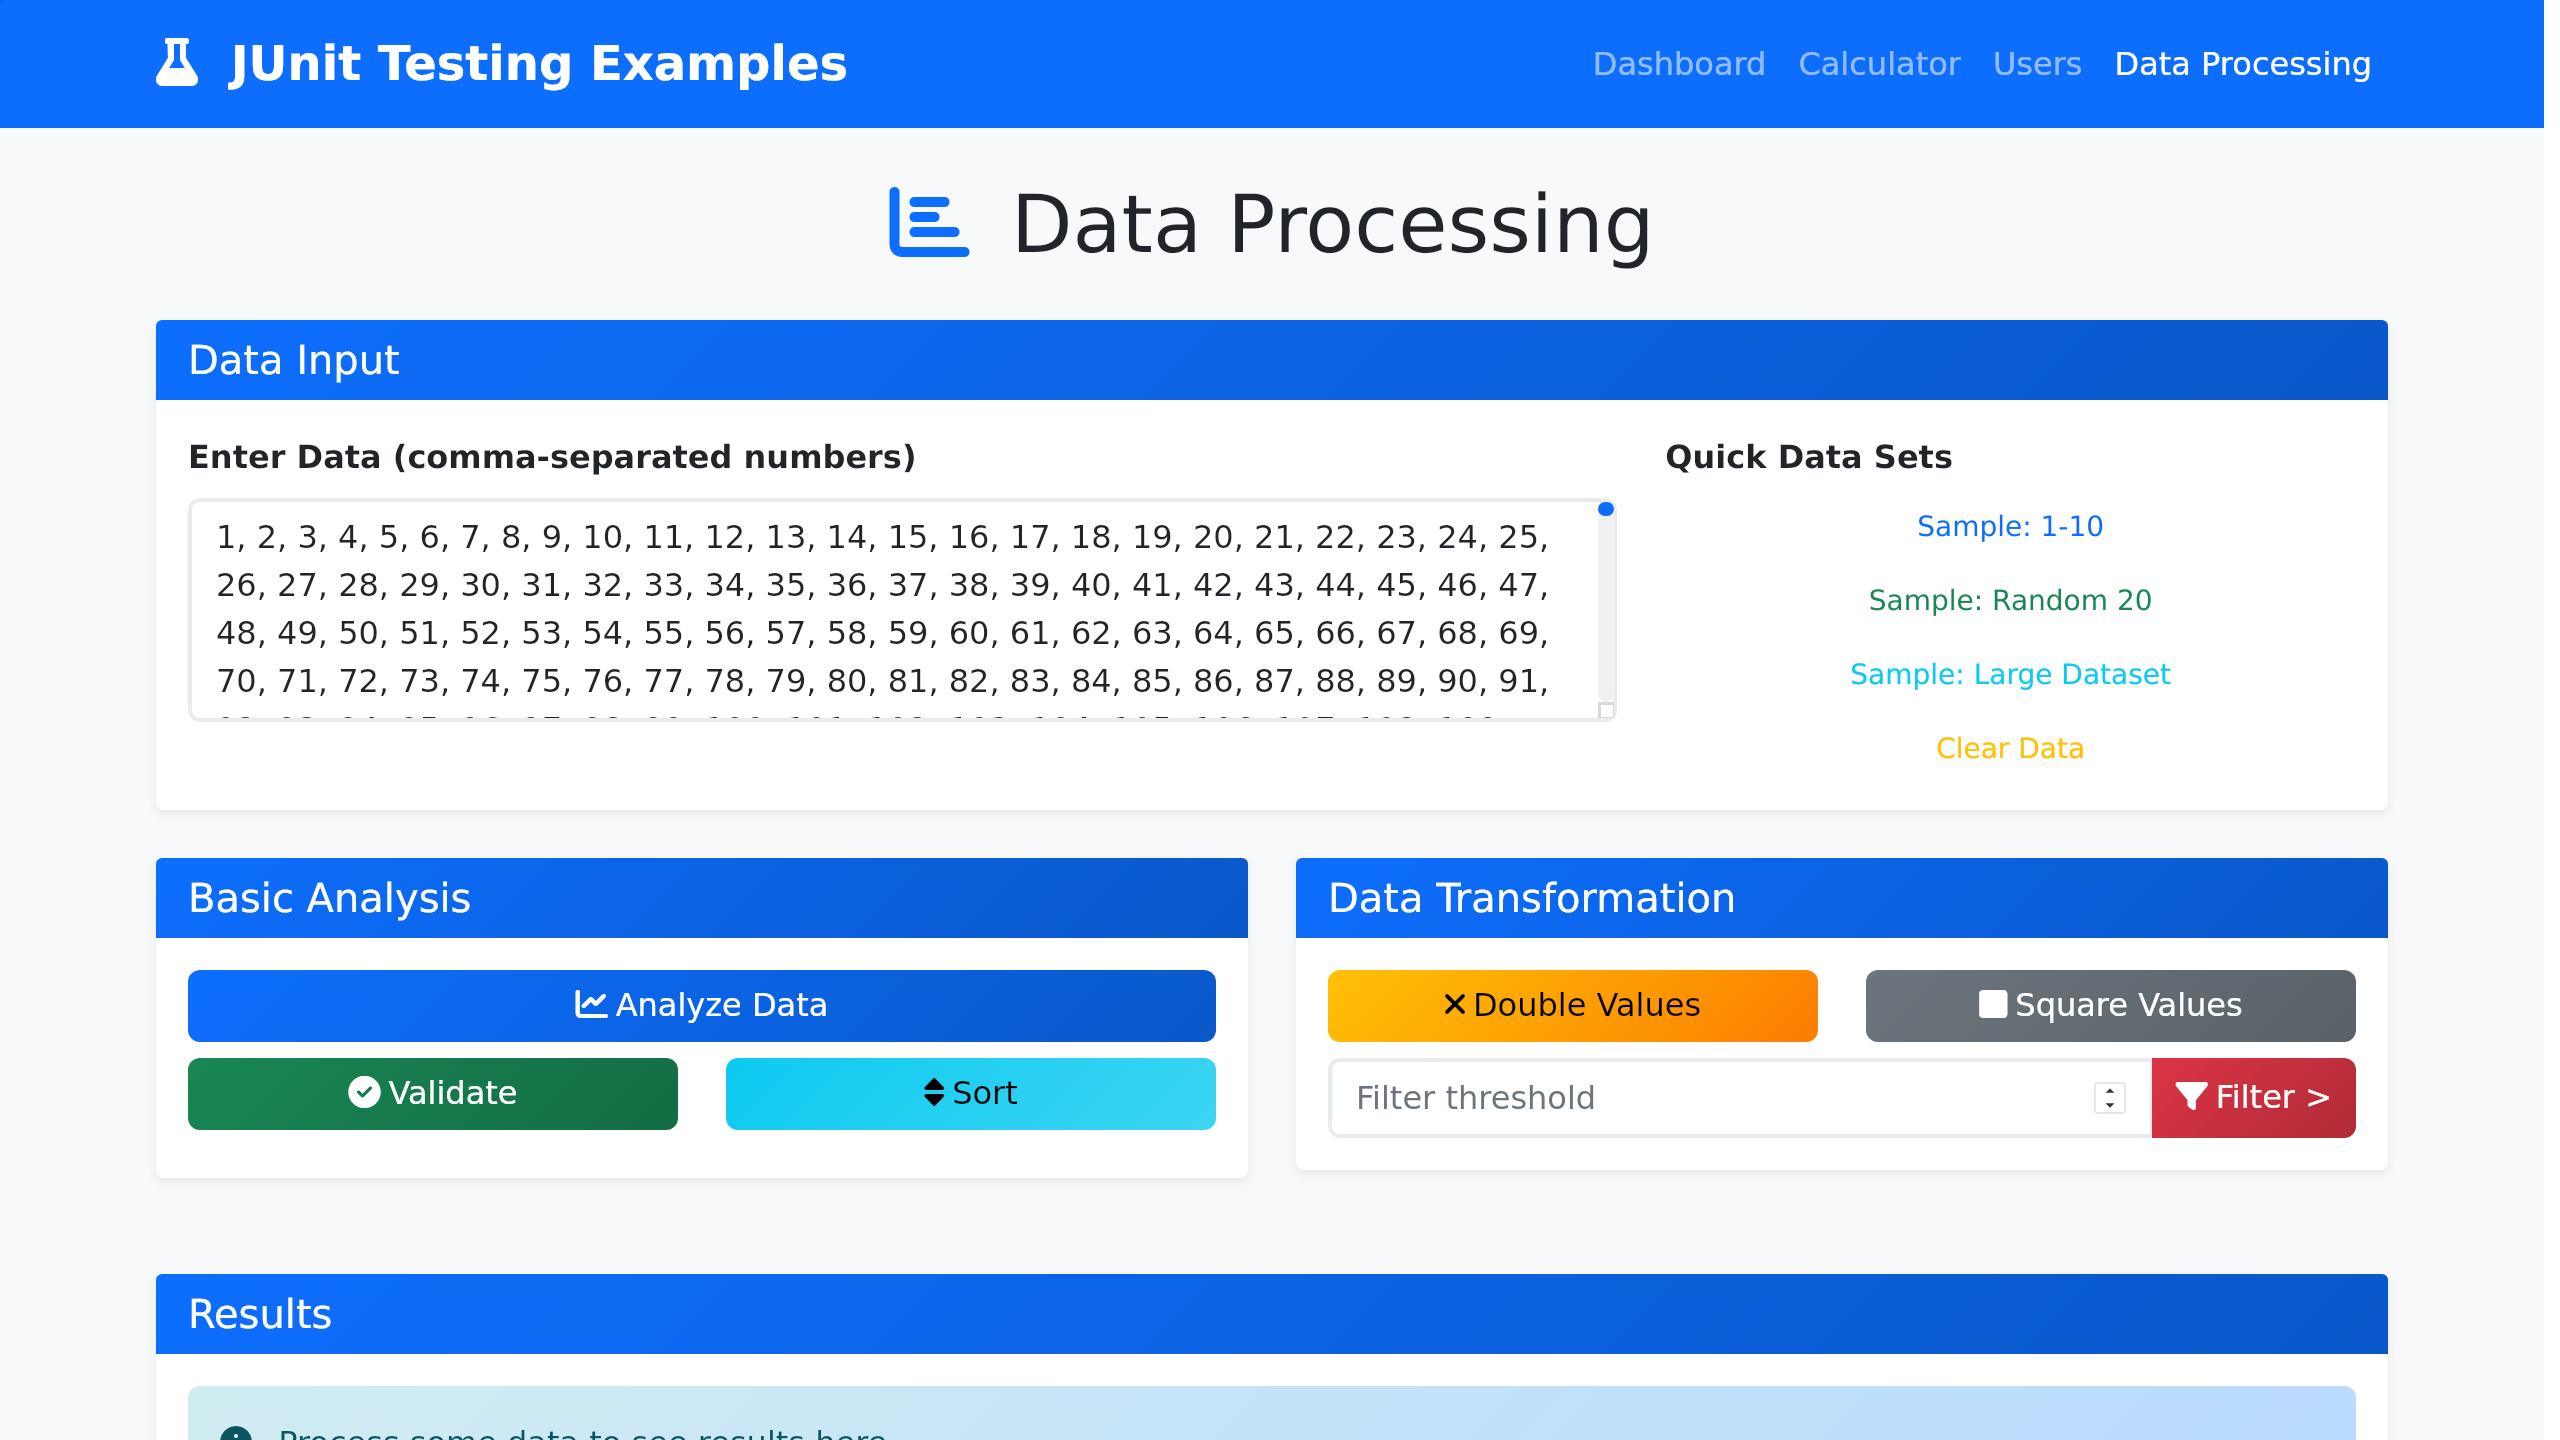 JUnit Testing Examples
Dashboard Calculator Users Data Processing
Data Processing
Data Input
Enter Data (comma-separated numbers)
1, 2, 3, 4, 5, 6, 7, 8, 9, 10, 11, 12, 13, 14, 15, 16, 17, 18, 19, 20, 21, 22, 23, 24, 25,
26, 27, 28, 29, 30, 31, 32, 33, 34, 35, 36, 37, 38, 39, 40, 41, 42, 43, 44, 45, 46, 47,
48, 49, 50, 51, 52, 53, 54, 55, 56, 57, 58, 59, 60, 61, 62, 63, 64, 65, 66, 67, 68, 69,
70, 71, 72, 73, 74, 75, 76, 77, 78, 79, 80, 81, 82, 83, 84, 85, 86, 87, 88, 89, 90, 91,
Quick Data Sets
Sample: 1-10
Sample: Random 20
Sample: Large Dataset
Clear Data
Basic Analysis
Analyze Data
Validate
Sort
Data Transformation
Double Values
Square Values
Filter threshold
Filter >
Results
Process some data to see results here